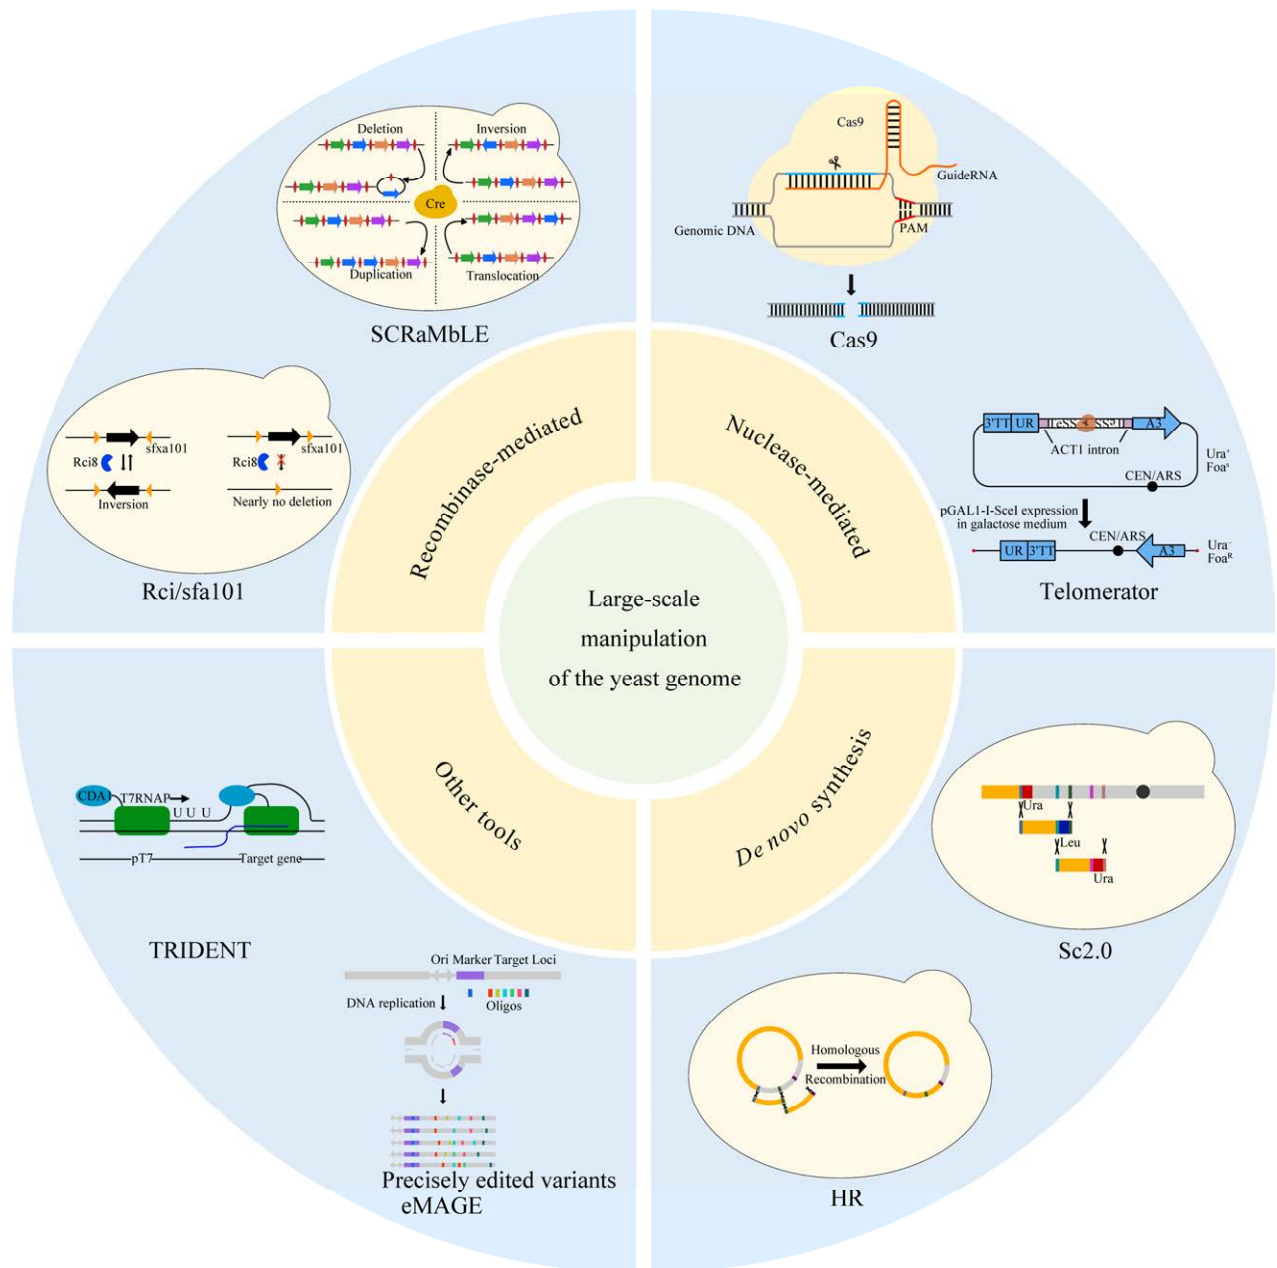 Deletion
Inversion
Cre
Duplication
Translocation
SCRaMbLE
Cas9
GuideRNA
Genomic DNA
PAM
Cas9
sfxa101
Rci8
Inversion
sfxa101
Rci8
Nearly no deletion
Rci/sfa101
3'TT UR
A3
ACT1 intron
Ura⁺
Foaˢ
CEN/ARS
pGAL1-I-SceI expression
in galactose medium
CEN/ARS
UR 3'TT
A3
Ura⁻
Foaᴿ
Telomerator
Recombinase-mediated
Nuclease-mediated
Large-scale
manipulation
of the yeast genome
Other tools
De novo synthesis
CDA1
T7RNAP
U U U
pT7
Target gene
TRIDENT
Ori Marker Target Loci
DNA replication
Oligos
Precisely edited variants
eMAGE
Ura
Leu
Ura
Sc2.0
Homologous
Recombination
HR